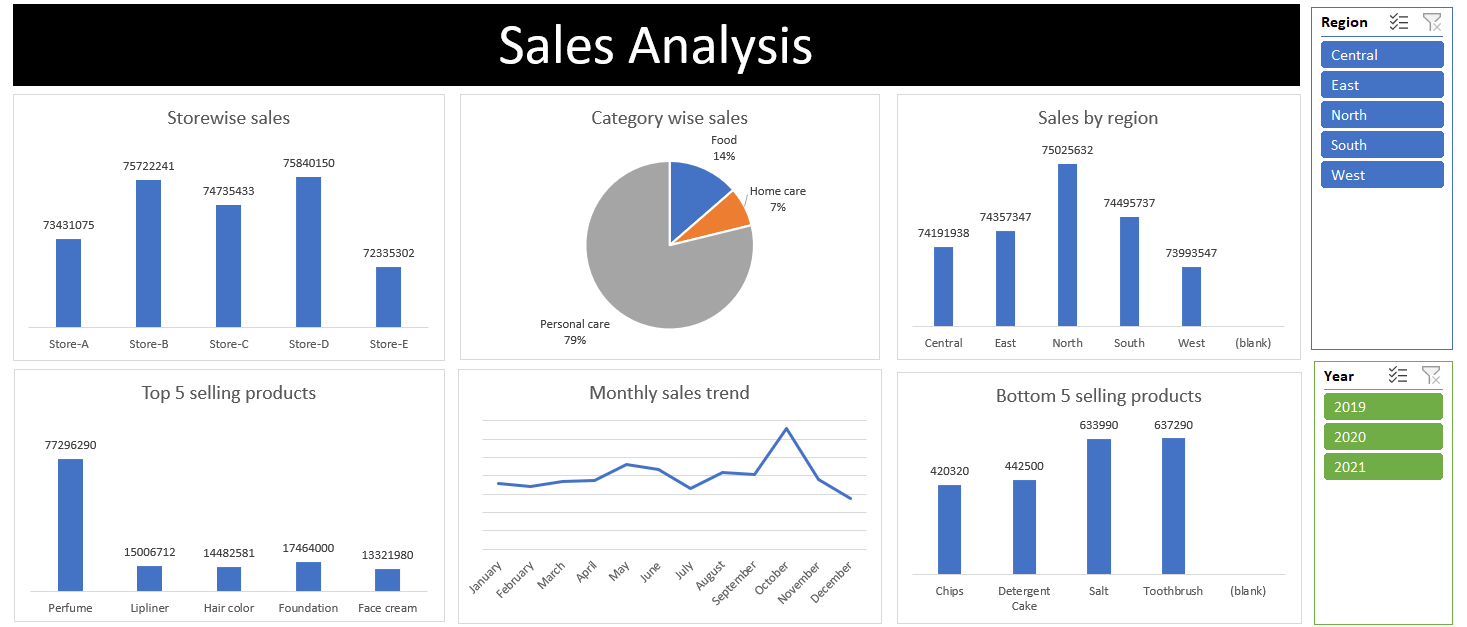 Sales Analysis
Region
Central
East
North
South
West
Year
2019
2020
2021
Storewise sales
73431075
75722241
74735433
75840150
72335302
Store-A
Store-B
Store-C
Store-D
Store-E
Category wise sales
Food
14%
Home care
7%
Personal care
79%
Sales by region
74191938
74357347
75025632
74495737
73993547
Central
East
North
South
West
(blank)
Top 5 selling products
77296290
15006712
14482581
17464000
13321980
Perfume
Lipliner
Hair color
Foundation
Face cream
Monthly sales trend
January
February
March
April
May
June
July
August
September
October
November
December
Bottom 5 selling products
420320
442500
633990
637290
Chips
Detergent
Cake
Salt
Toothbrush
(blank)